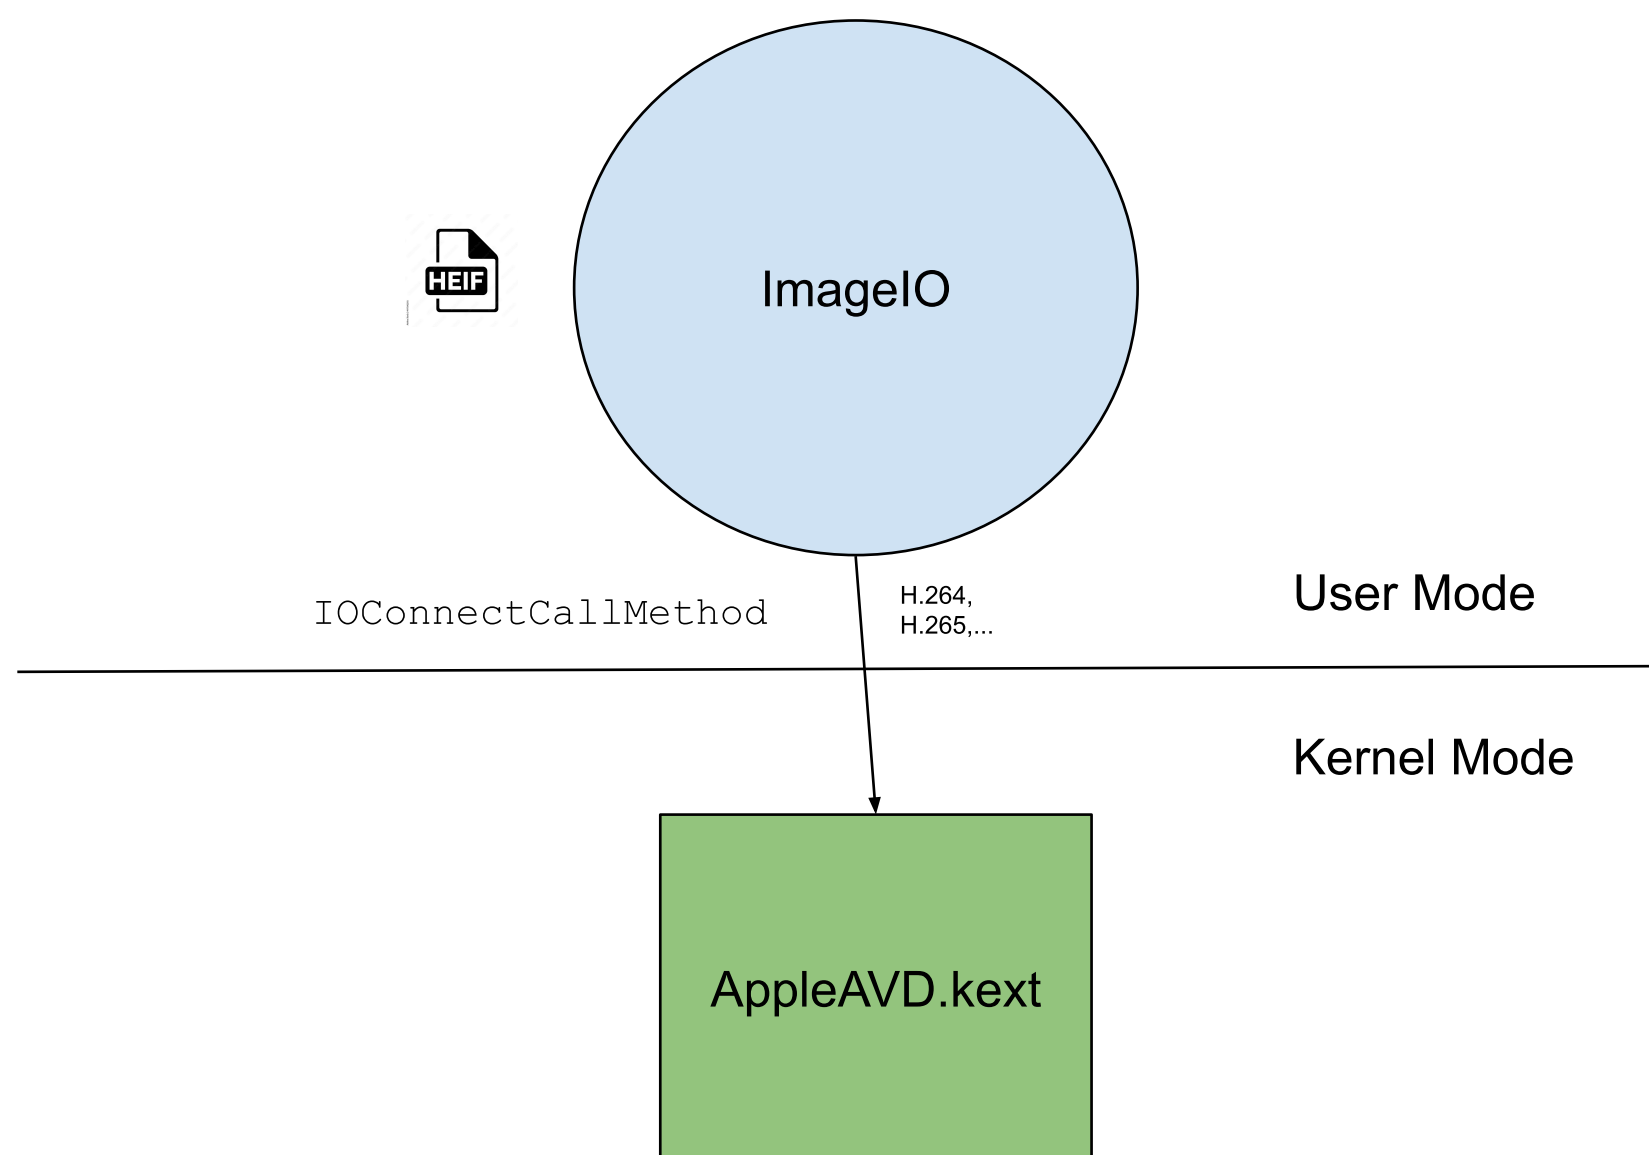 ImageIO
HEIF
IOConnectCallMethod
H.264,
H.265,...
User Mode
Kernel Mode
AppleAVD.kext